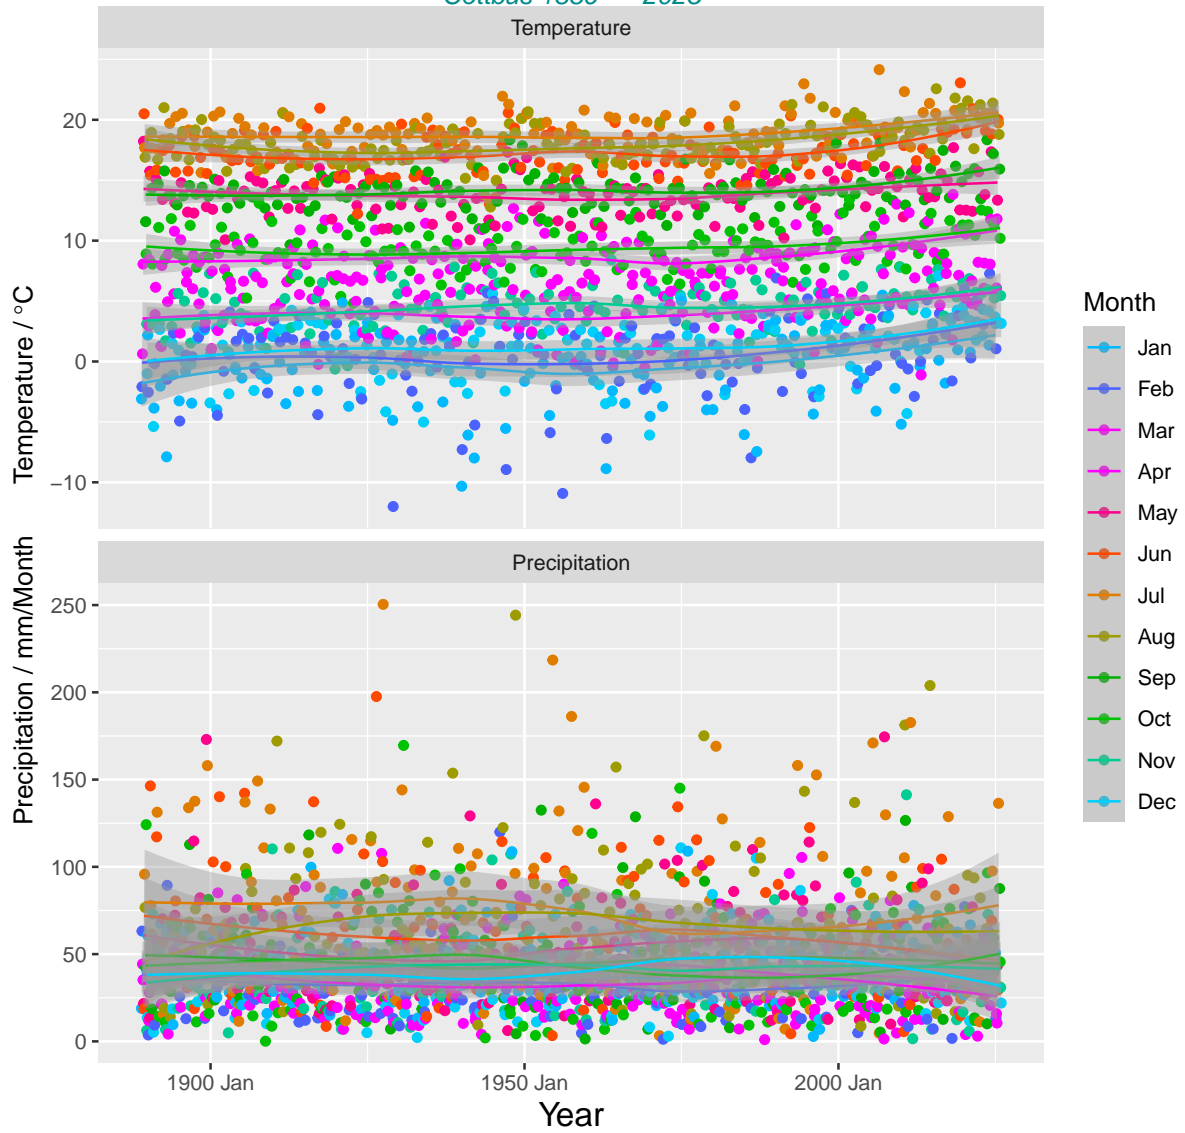 Temperature
20
10
0
−10
Temperature / °C
Precipitation
250
200
150
100
50
0
Precipitation / mm/Month
1900 Jan
1950 Jan
2000 Jan
Year
Month
Jan
Feb
Mar
Apr
May
Jun
Jul
Aug
Sep
Oct
Nov
Dec